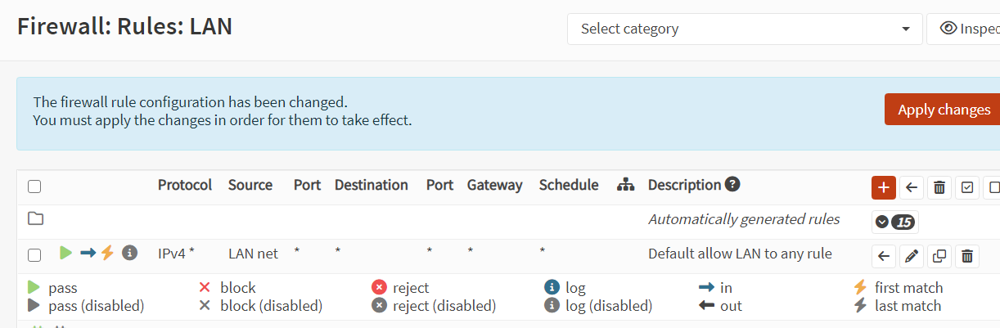 Firewall: Rules: LAN
Select category
Inspec
The firewall rule configuration has been changed.
You must apply the changes in order for them to take effect.
Apply changes
Protocol Source Port Destination Port Gateway Schedule Description ?
Automatically generated rules 15
IPv4 * LAN net * * * * * Default allow LAN to any rule
pass block reject log in first match
pass (disabled) block (disabled) reject (disabled) log (disabled) out last match